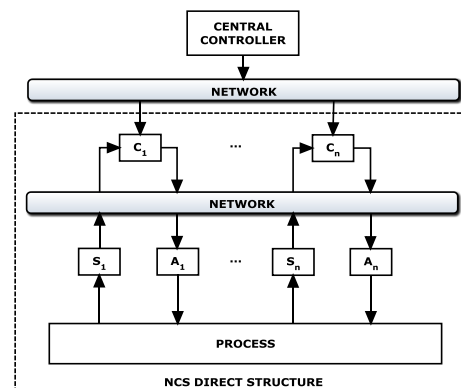 CENTRAL
CONTROLLER
NETWORK
C1 ... Cn
NETWORK
S1 A1 ... Sn An
PROCESS
NCS DIRECT STRUCTURE